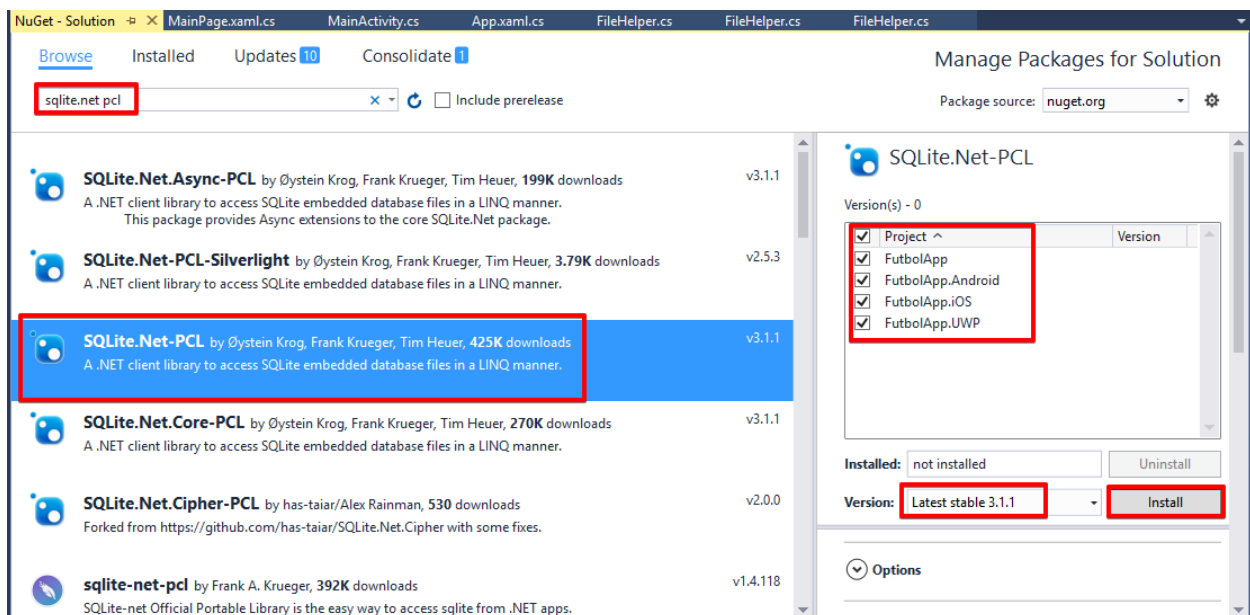 NuGet - Solution MainPage.xaml.cs MainActivity.cs App.xaml.cs FileHelper.cs FileHelper.cs FileHelper.cs
Browse Installed Updates 10 Consolidate 1
Manage Packages for Solution
sqlite.net pcl
Include prerelease
Package source: nuget.org
SQLite.Net.Async-PCL by Øystein Krog, Frank Krueger, Tim Heuer, 199K downloads v3.1.1
A .NET client library to access SQLite embedded database files in a LINQ manner.
This package provides Async extensions to the core SQLite.Net package.
SQLite.Net-PCL-Silverlight by Øystein Krog, Frank Krueger, Tim Heuer, 3.79K downloads v2.5.3
A .NET client library to access SQLite embedded database files in a LINQ manner.
SQLite.Net-PCL by Øystein Krog, Frank Krueger, Tim Heuer, 425K downloads v3.1.1
A .NET client library to access SQLite embedded database files in a LINQ manner.
SQLite.Net.Core-PCL by Øystein Krog, Frank Krueger, Tim Heuer, 270K downloads v3.1.1
A .NET client library to access SQLite embedded database files in a LINQ manner.
SQLite.Net.Cipher-PCL by has-taiar/Alex Rainman, 530 downloads v2.0.0
Forked from https://github.com/has-taiar/SQLite.Net.Cipher with some fixes.
sqlite-net-pcl by Frank A. Krueger, 392K downloads v1.4.118
SQLite-net Official Portable Library is the easy way to access sqlite from .NET apps.
SQLite.Net-PCL
Version(s) - 0
Project Version
FutbolApp
FutbolApp.Android
FutbolApp.iOS
FutbolApp.UWP
Installed: not installed Uninstall
Version: Latest stable 3.1.1 Install
Options